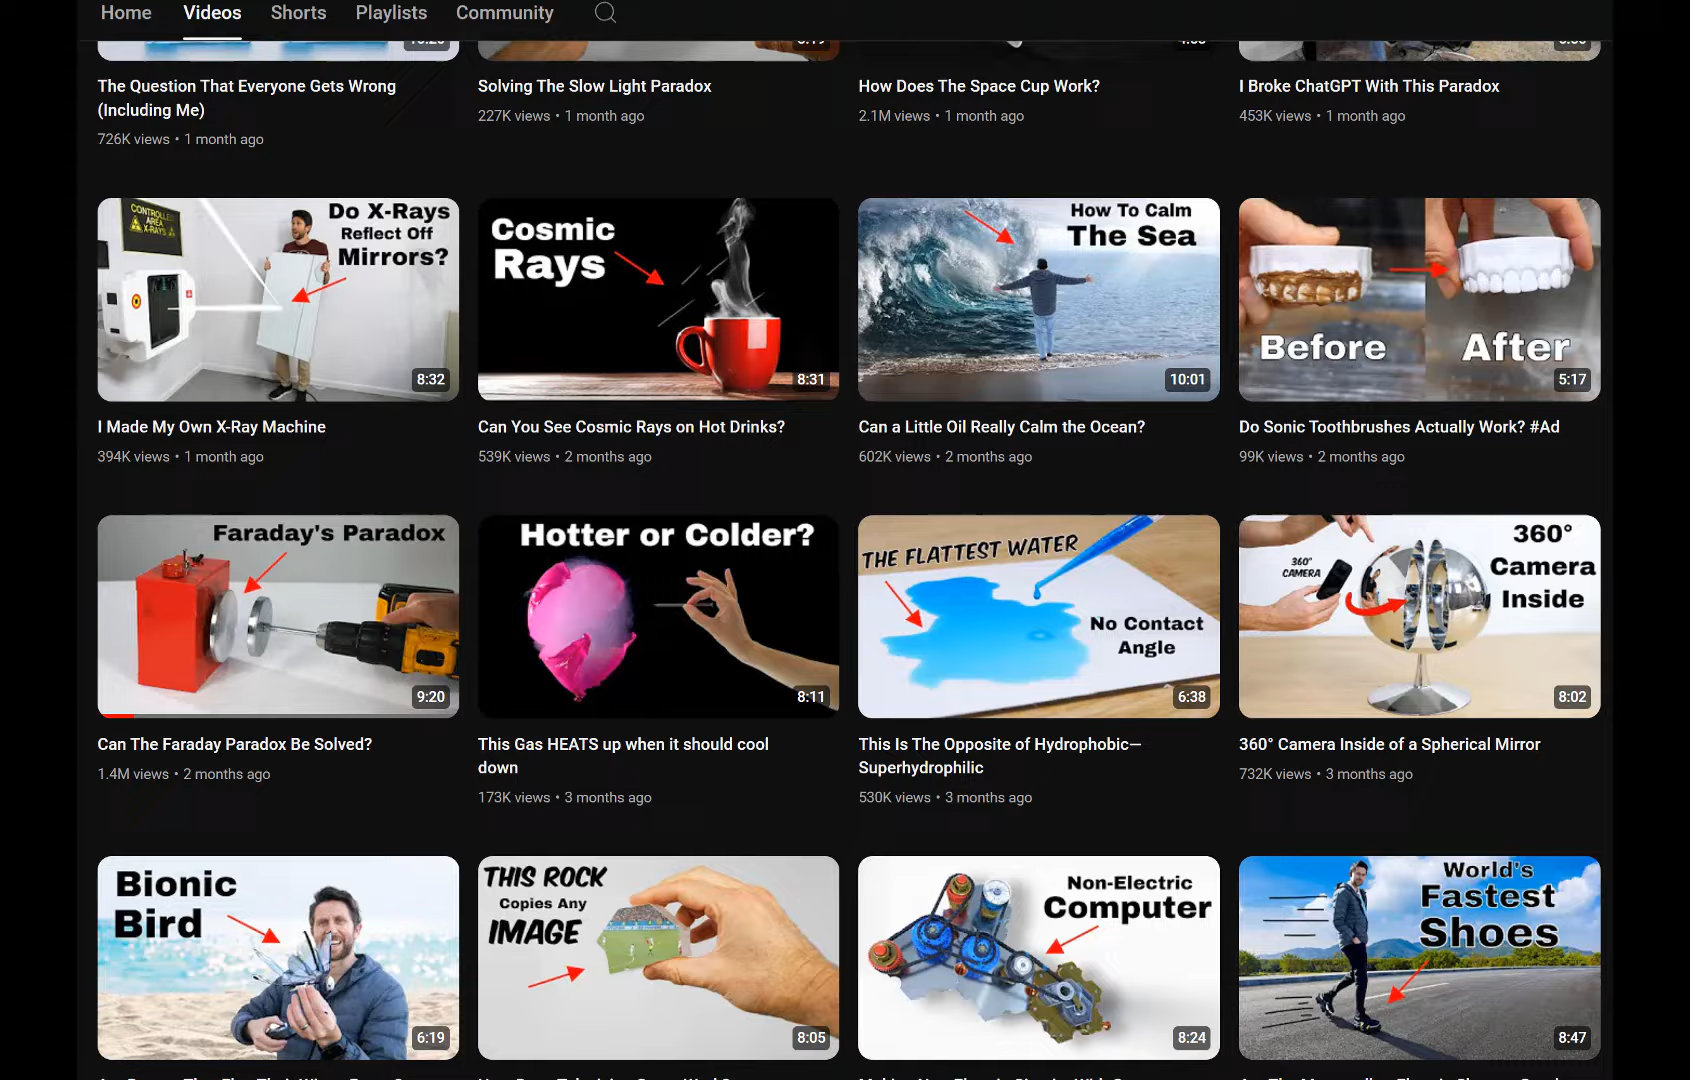 Home Videos Shorts Playlists Community
The Question That Everyone Gets Wrong
(Including Me)
726K views • 1 month ago
Solving The Slow Light Paradox
227K views • 1 month ago
How Does The Space Cup Work?
2.1M views • 1 month ago
I Broke ChatGPT With This Paradox
453K views • 1 month ago
CONTROLLED
AREA
X-RAYS
Do X-Rays
Reflect Off
Mirrors?
8:32
I Made My Own X-Ray Machine
394K views • 1 month ago
Cosmic
Rays
8:31
Can You See Cosmic Rays on Hot Drinks?
539K views • 2 months ago
How To Calm
The Sea
10:01
Can a Little Oil Really Calm the Ocean?
602K views • 2 months ago
Before
After
5:17
Do Sonic Toothbrushes Actually Work? #Ad
99K views • 2 months ago
Faraday's Paradox
9:20
Can The Faraday Paradox Be Solved?
1.4M views • 2 months ago
Hotter or Colder?
8:11
This Gas HEATS up when it should cool
down
173K views • 3 months ago
THE FLATTEST WATER
No Contact
Angle
6:38
This Is The Opposite of Hydrophobic—
Superhydrophilic
530K views • 3 months ago
360°
CAMERA
360°
Camera
Inside
8:02
360° Camera Inside of a Spherical Mirror
732K views • 3 months ago
Bionic
Bird
6:19
THIS ROCK
Copies Any
IMAGE
8:05
Non-Electric
Computer
8:24
World's
Fastest
Shoes
8:47